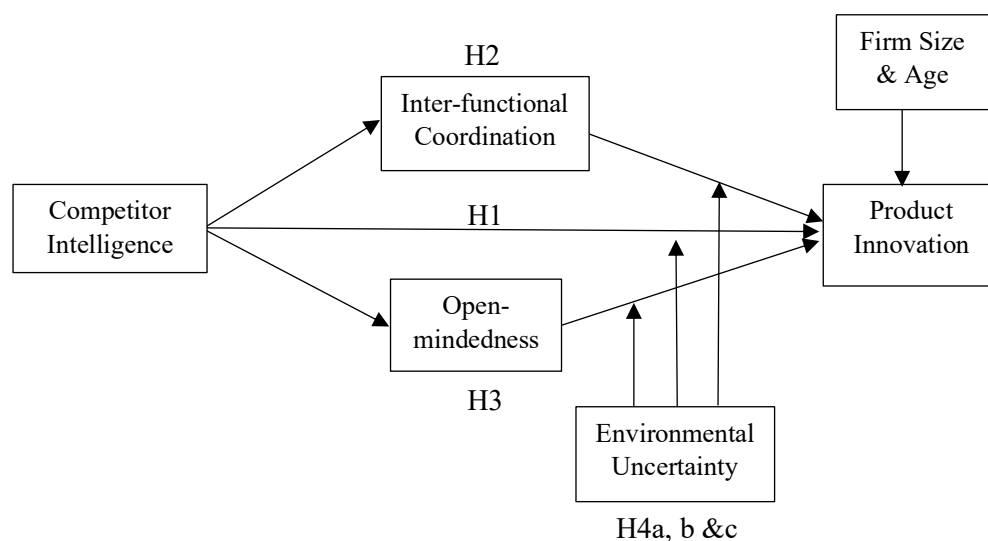 Firm Size
& Age
H2
Inter-functional
Coordination
Competitor
Intelligence
H1
Product
Innovation
Open-
mindedness
H3
Environmental
Uncertainty
H4a, b &c